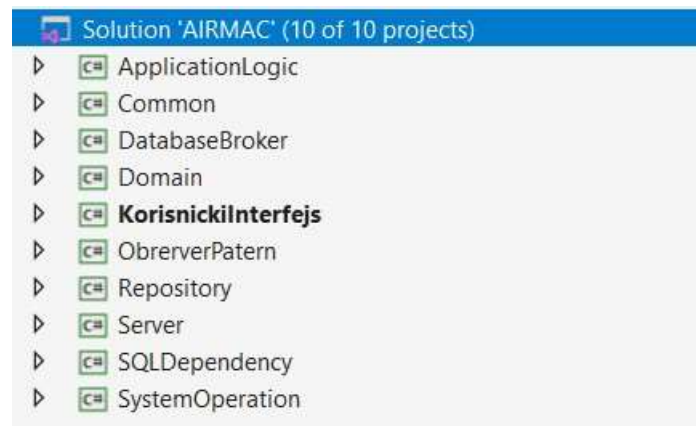 Solution 'AIRMAC' (10 of 10 projects)
C# ApplicationLogic
C# Common
C# DatabaseBroker
C# Domain
C# KorisnickiInterfejs
C# ObrerverPatern
C# Repository
C# Server
C# SQLDependency
C# SystemOperation